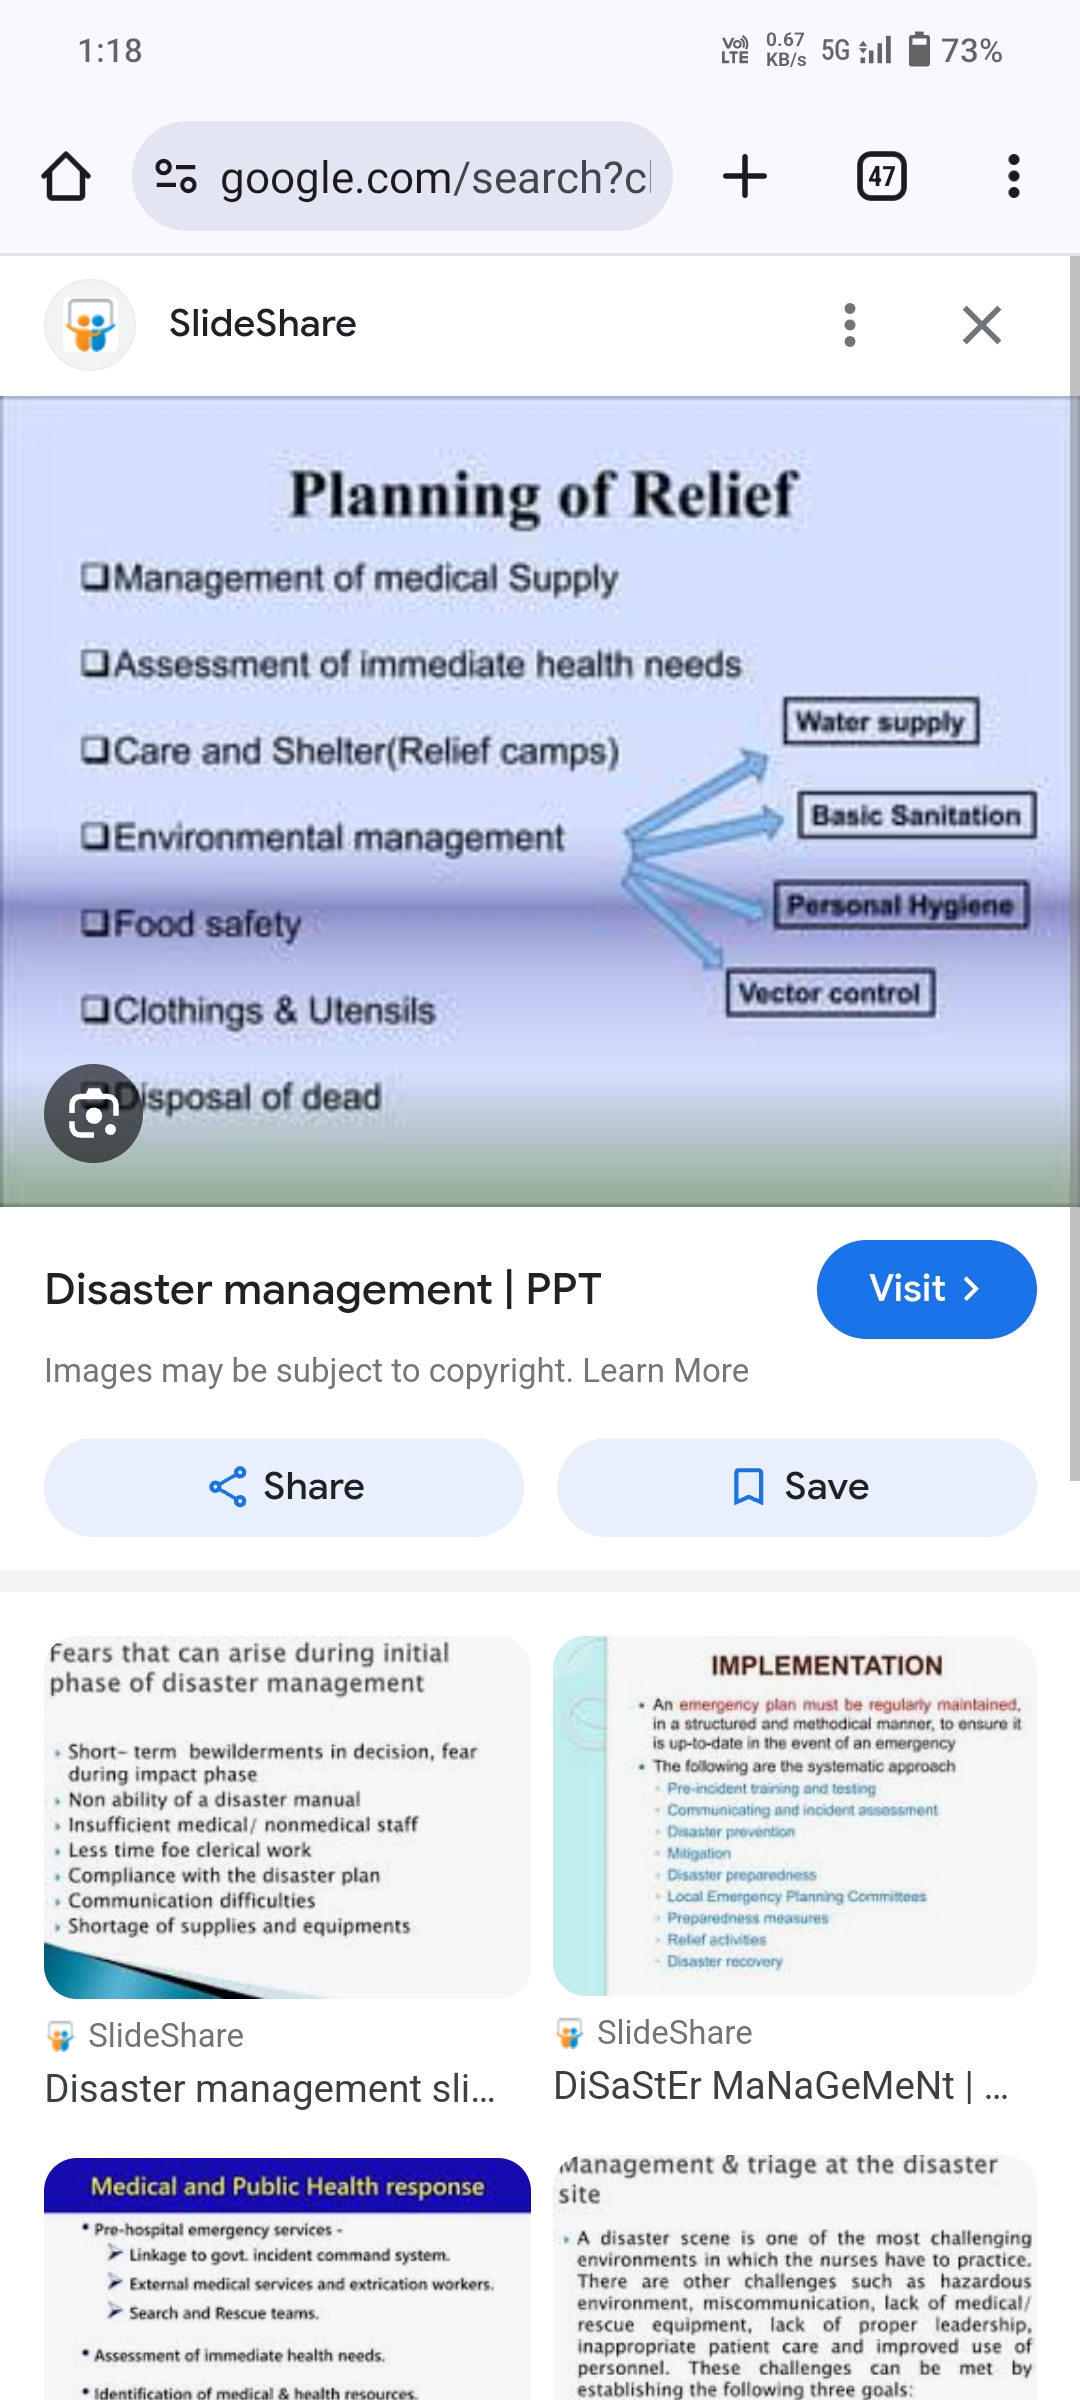 1:18
Vo)) LTE 0.67 KB/s 5G 73%
google.com/search?c
47
SlideShare
Planning of Relief
Management of medical Supply
Assessment of immediate health needs
Care and Shelter(Relief camps)
Environmental management
Food safety
Clothings & Utensils
Disposal of dead
Water supply
Basic Sanitation
Personal Hygiene
Vector control
Disaster management | PPT
Visit
Images may be subject to copyright. Learn More
Share
Save
Fears that can arise during initial
phase of disaster management
Short- term bewilderments in decision, fear
during impact phase
Non ability of a disaster manual
Insufficient medical/ nonmedical staff
Less time foe clerical work
Compliance with the disaster plan
Communication difficulties
Shortage of supplies and equipments
SlideShare
Disaster management sli...
IMPLEMENTATION
An emergency plan must be regularly maintained,
in a structured and methodical manner, to ensure it
is up-to-date in the event of an emergency
The following are the systematic approach
Pre-incident training and testing
Communicating and incident assessment
Disaster prevention
Mitigation
Disaster preparedness
Local Emergency Planning Committees
Preparedness measures
Relief activities
Disaster recovery
SlideShare
DiSaStEr MaNaGeMeNt | ...
Medical and Public Health response
Pre-hospital emergency services -
Linkage to govt. incident command system.
External medical services and extrication workers.
Search and Rescue teams.
Assessment of immediate health needs.
Identification of medical & health resources.
Management & triage at the disaster
site
A disaster scene is one of the most challenging
environments in which the nurses have to practice.
There are other challenges such as hazardous
environment, miscommunication, lack of medical/
rescue equipment, lack of proper leadership,
inappropriate patient care and improved use of
personnel. These challenges can be met by
establishing the following three goals: